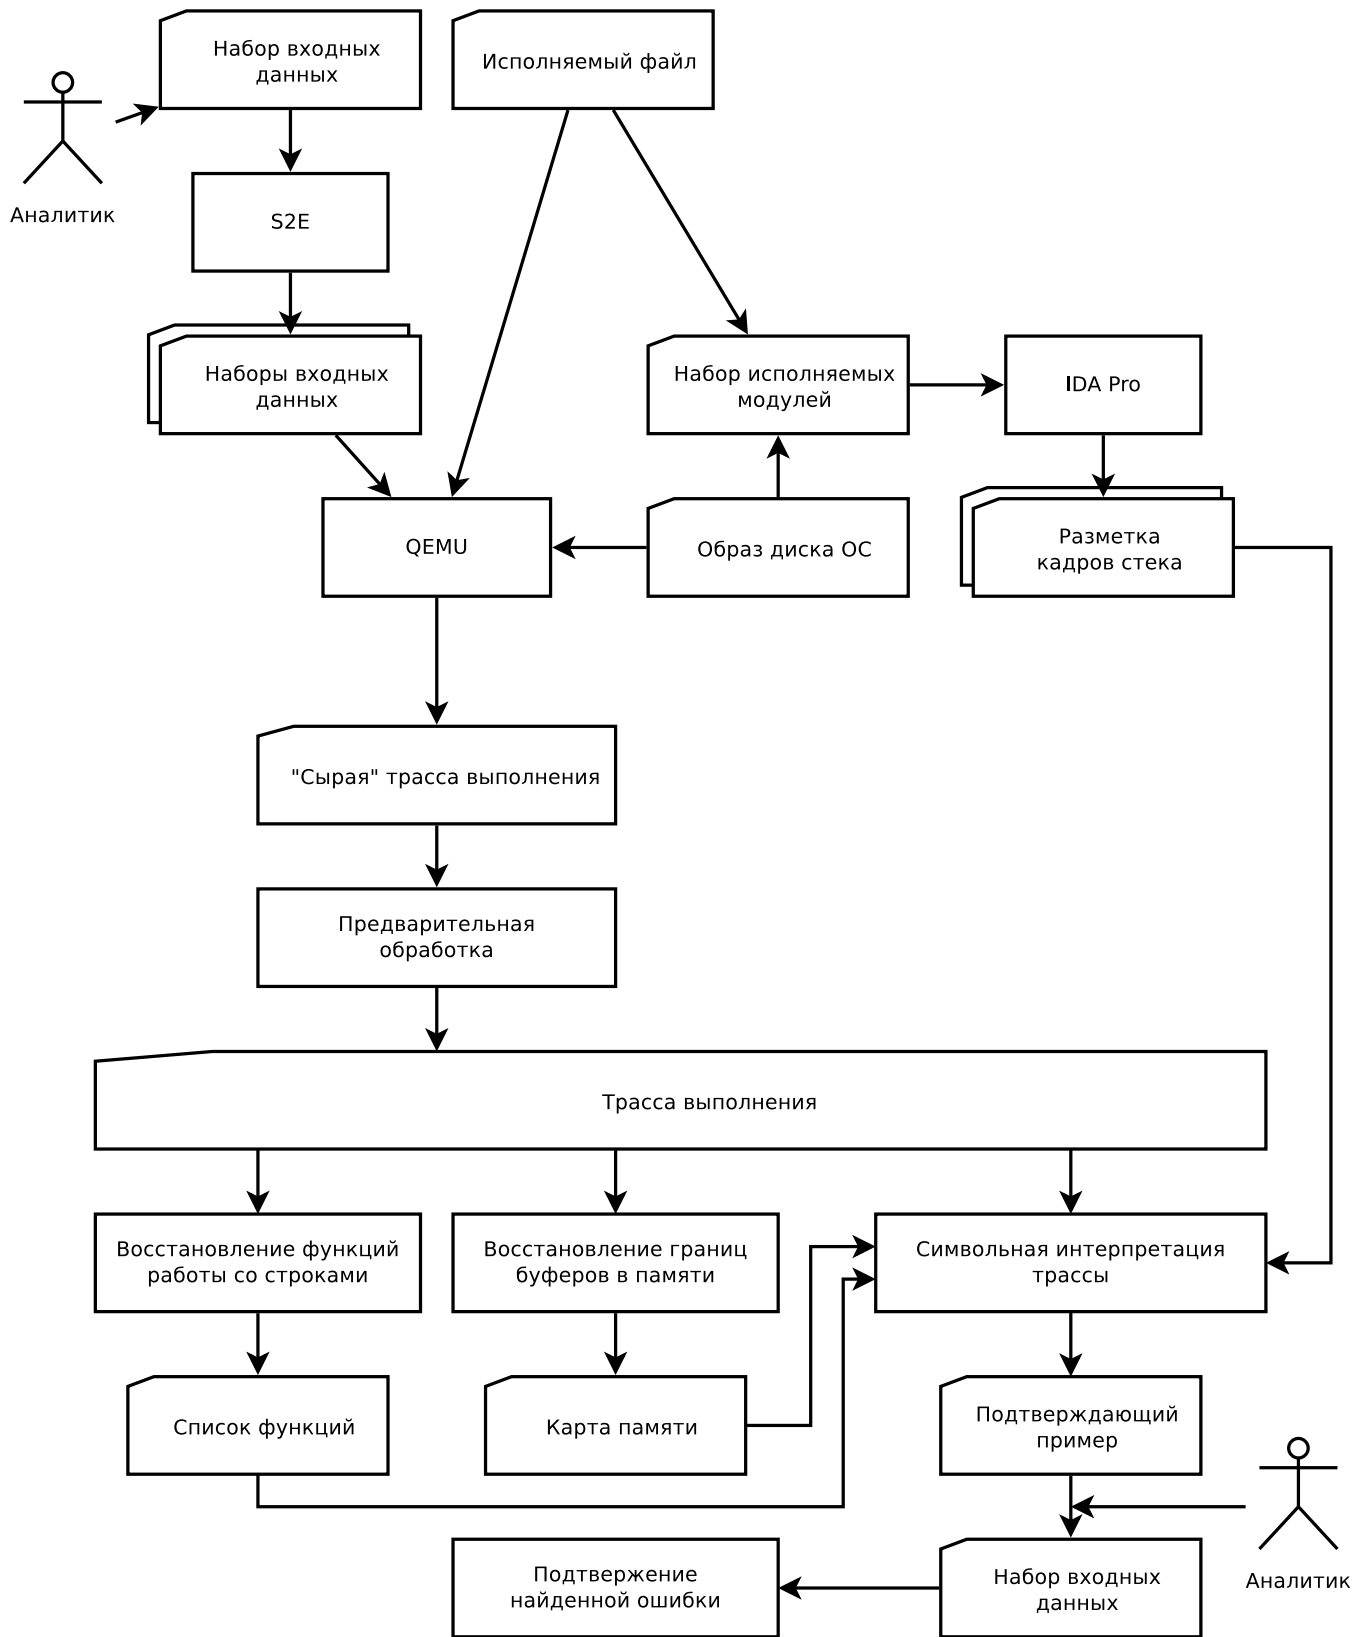 Набор входных
данных
Исполняемый файл
Аналитик
S2E
Наборы входных
данных
Набор исполняемых
модулей
IDA Pro
QEMU
Образ диска ОС
Разметка
кадров стека
"Сырая" трасса выполнения
Предварительная
обработка
Трасса выполнения
Восстановление функций
работы со строками
Восстановление границ
буферов в памяти
Символьная интерпретация
трассы
Список функций
Карта памяти
Подтверждающий
пример
Подтвержение
найденной ошибки
Набор входных
данных
Аналитик